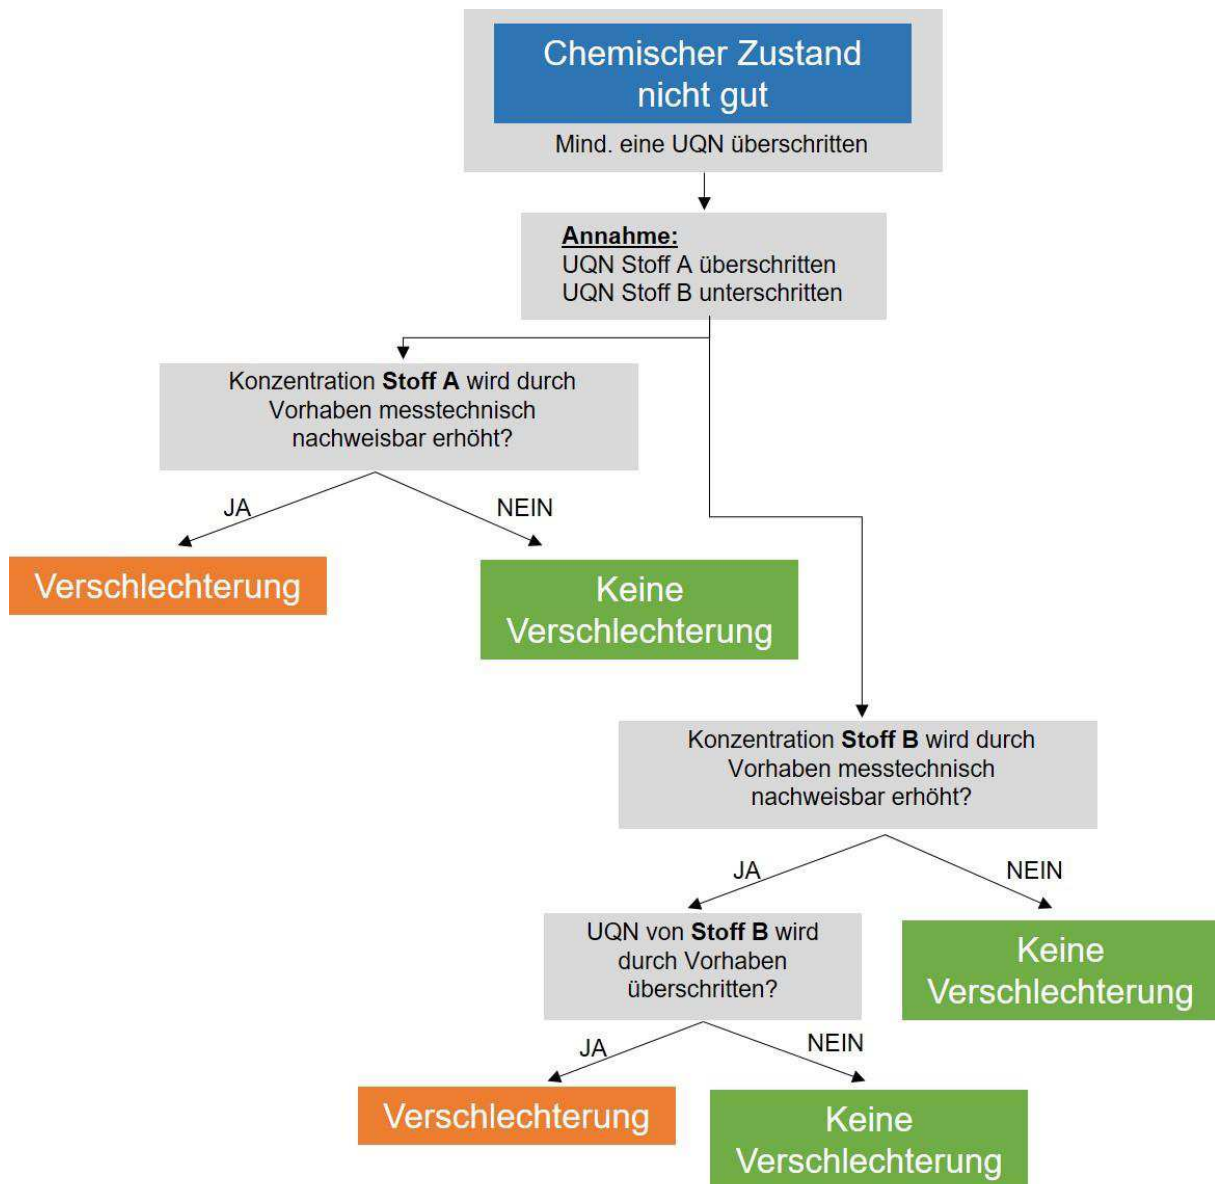 Chemischer Zustand
nicht gut
Mind. eine UQN überschritten
Annahme:
UQN Stoff A überschritten
UQN Stoff B unterschritten
Konzentration Stoff A wird durch
Vorhaben messtechnisch
nachweisbar erhöht?
JA
NEIN
Verschlechterung
Keine
Verschlechterung
Konzentration Stoff B wird durch
Vorhaben messtechnisch
nachweisbar erhöht?
JA
NEIN
UQN von Stoff B wird
durch Vorhaben
überschritten?
Keine
Verschlechterung
JA
NEIN
Verschlechterung
Keine
Verschlechterung